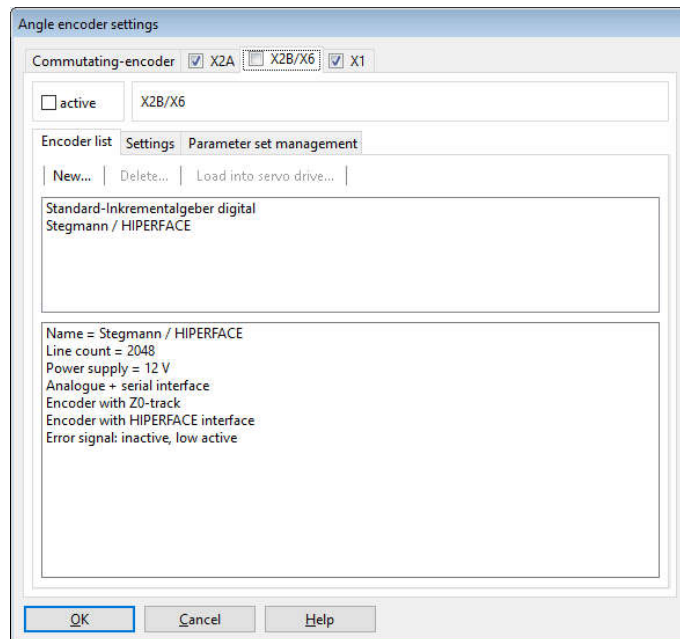 Angle encoder settings
Commutating-encoder X2A X2B/X6 X1
active X2B/X6
Encoder list Settings Parameter set management
New... Delete... Load into servo drive...
Standard-Inkrementalgeber digital
Stegmann / HIPERFACE
Name = Stegmann / HIPERFACE
Line count = 2048
Power supply = 12 V
Analogue + serial interface
Encoder with Z0-track
Encoder with HIPERFACE interface
Error signal: inactive, low active
OK Cancel Help